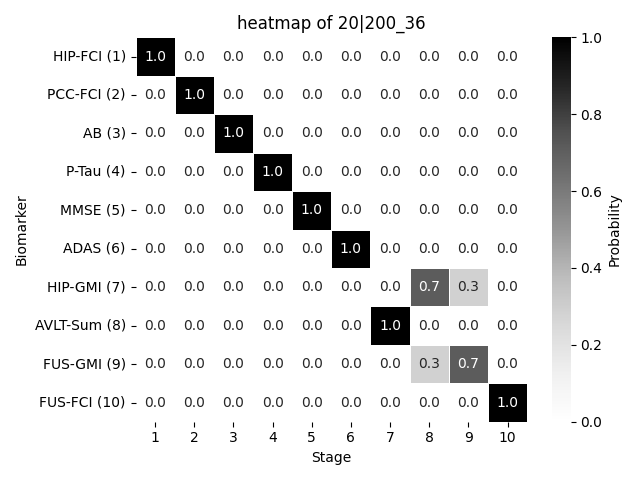 heatmap of 20|200_36
HIP-FCI (1) 1.0 0.0 0.0 0.0 0.0 0.0 0.0 0.0 0.0 0.0
PCC-FCI (2) 0.0 1.0 0.0 0.0 0.0 0.0 0.0 0.0 0.0 0.0
AB (3) 0.0 0.0 1.0 0.0 0.0 0.0 0.0 0.0 0.0 0.0
P-Tau (4) 0.0 0.0 0.0 1.0 0.0 0.0 0.0 0.0 0.0 0.0
MMSE (5) 0.0 0.0 0.0 0.0 1.0 0.0 0.0 0.0 0.0 0.0
ADAS (6) 0.0 0.0 0.0 0.0 0.0 1.0 0.0 0.0 0.0 0.0
HIP-GMI (7) 0.0 0.0 0.0 0.0 0.0 0.0 0.0 0.7 0.3 0.0
AVLT-Sum (8) 0.0 0.0 0.0 0.0 0.0 0.0 1.0 0.0 0.0 0.0
FUS-GMI (9) 0.0 0.0 0.0 0.0 0.0 0.0 0.0 0.3 0.7 0.0
FUS-FCI (10) 0.0 0.0 0.0 0.0 0.0 0.0 0.0 0.0 0.0 1.0
1 2 3 4 5 6 7 8 9 10
Stage
Biomarker
1.0
0.8
0.6
0.4
0.2
0.0
Probability